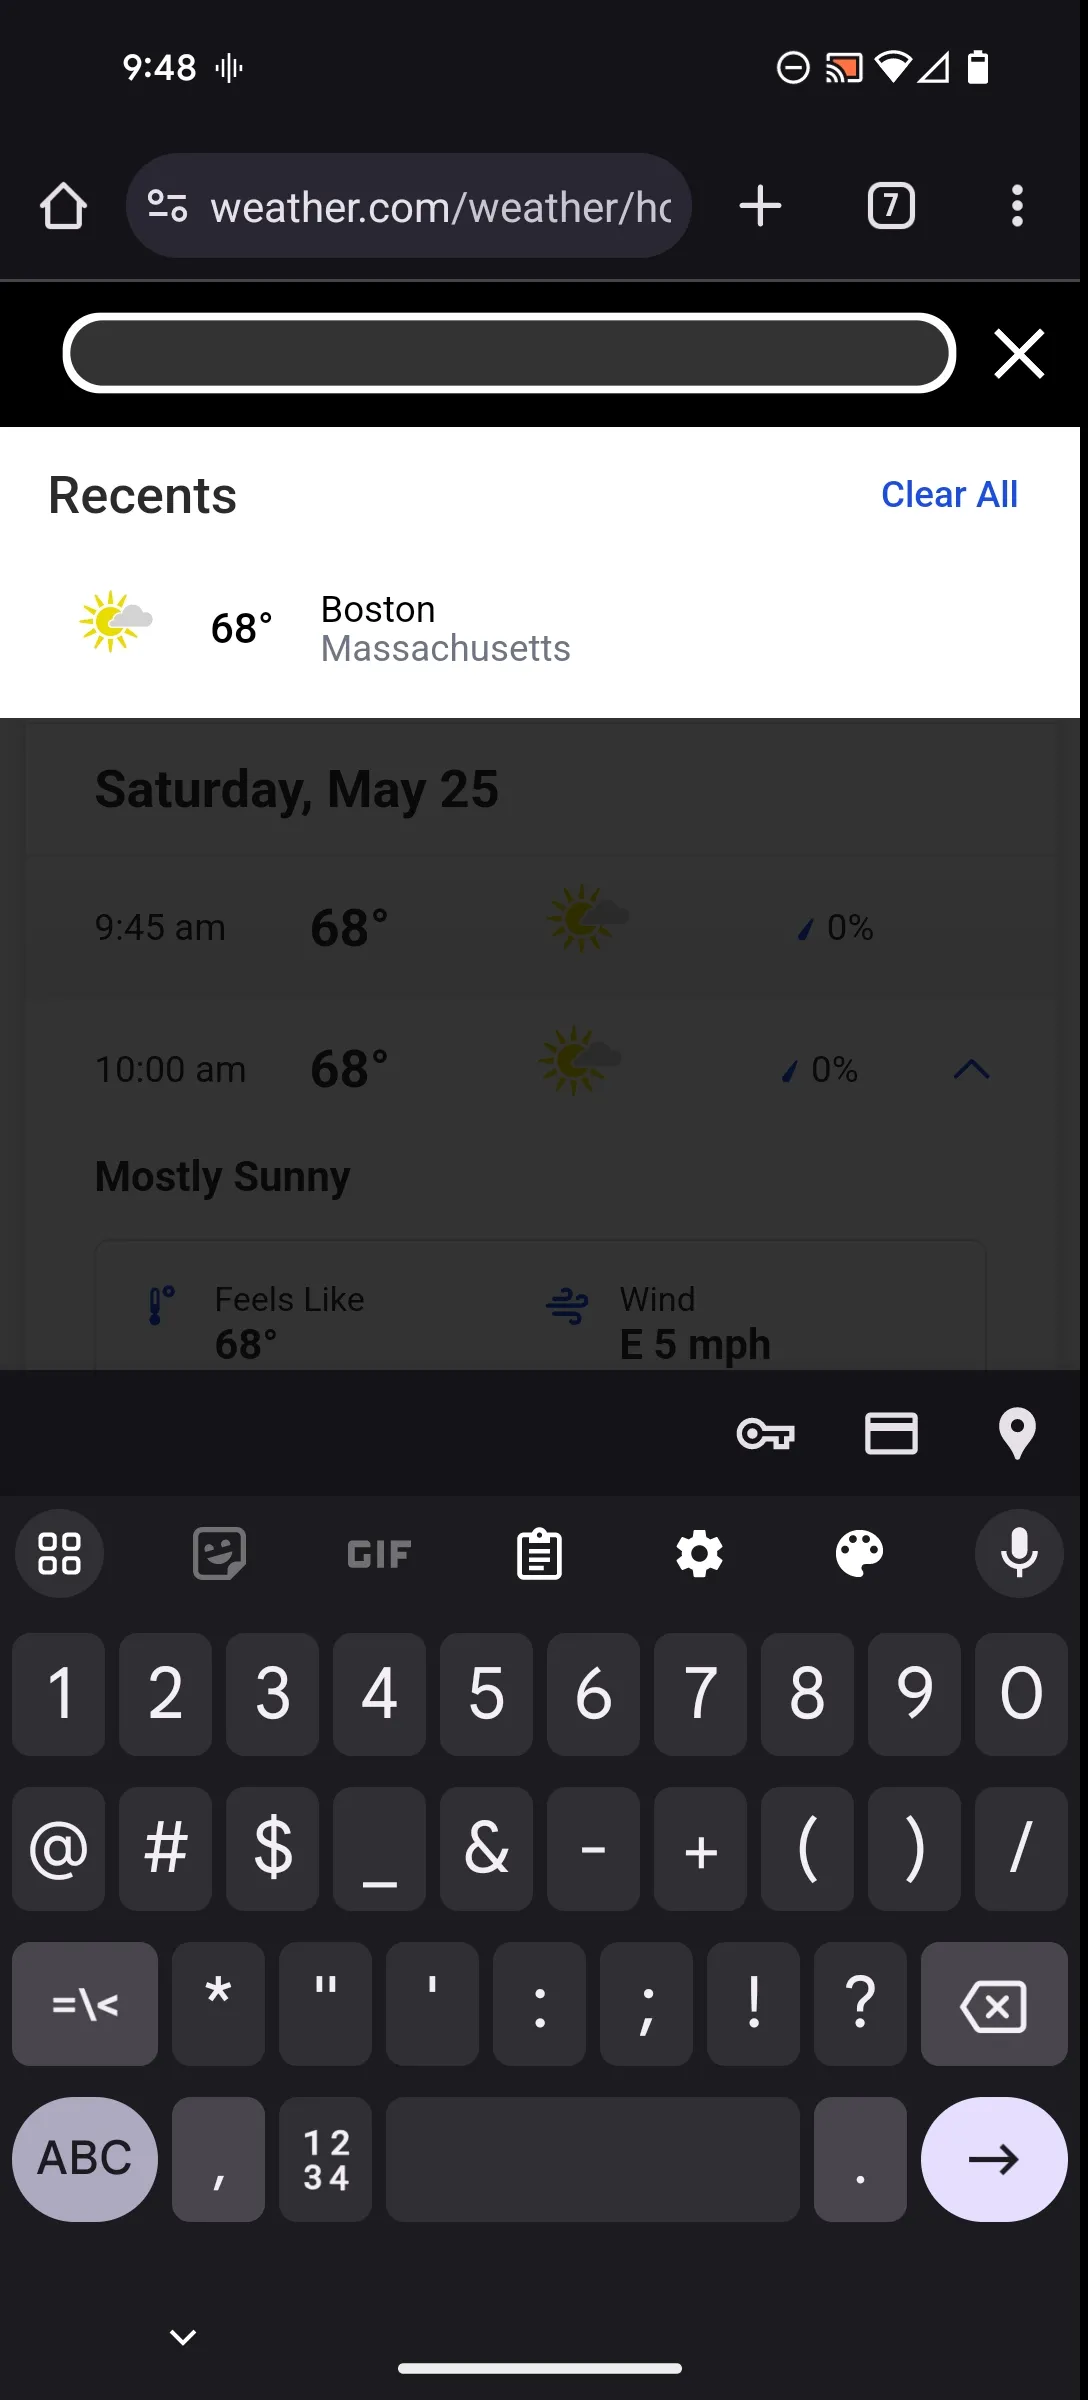 9:48
weather.com/weather/ho
7
Recents
Clear All
68°
Boston
Massachusetts
Saturday, May 25
9:45 am 68° 0%
10:00 am 68° 0%
Mostly Sunny
Feels Like
68°
Wind
E 5 mph
GIF
1 2 3 4 5 6 7 8 9 0
@ # $ _ & - + ( ) /
=\< * " ' : ; ! ?
ABC , 12 34 .